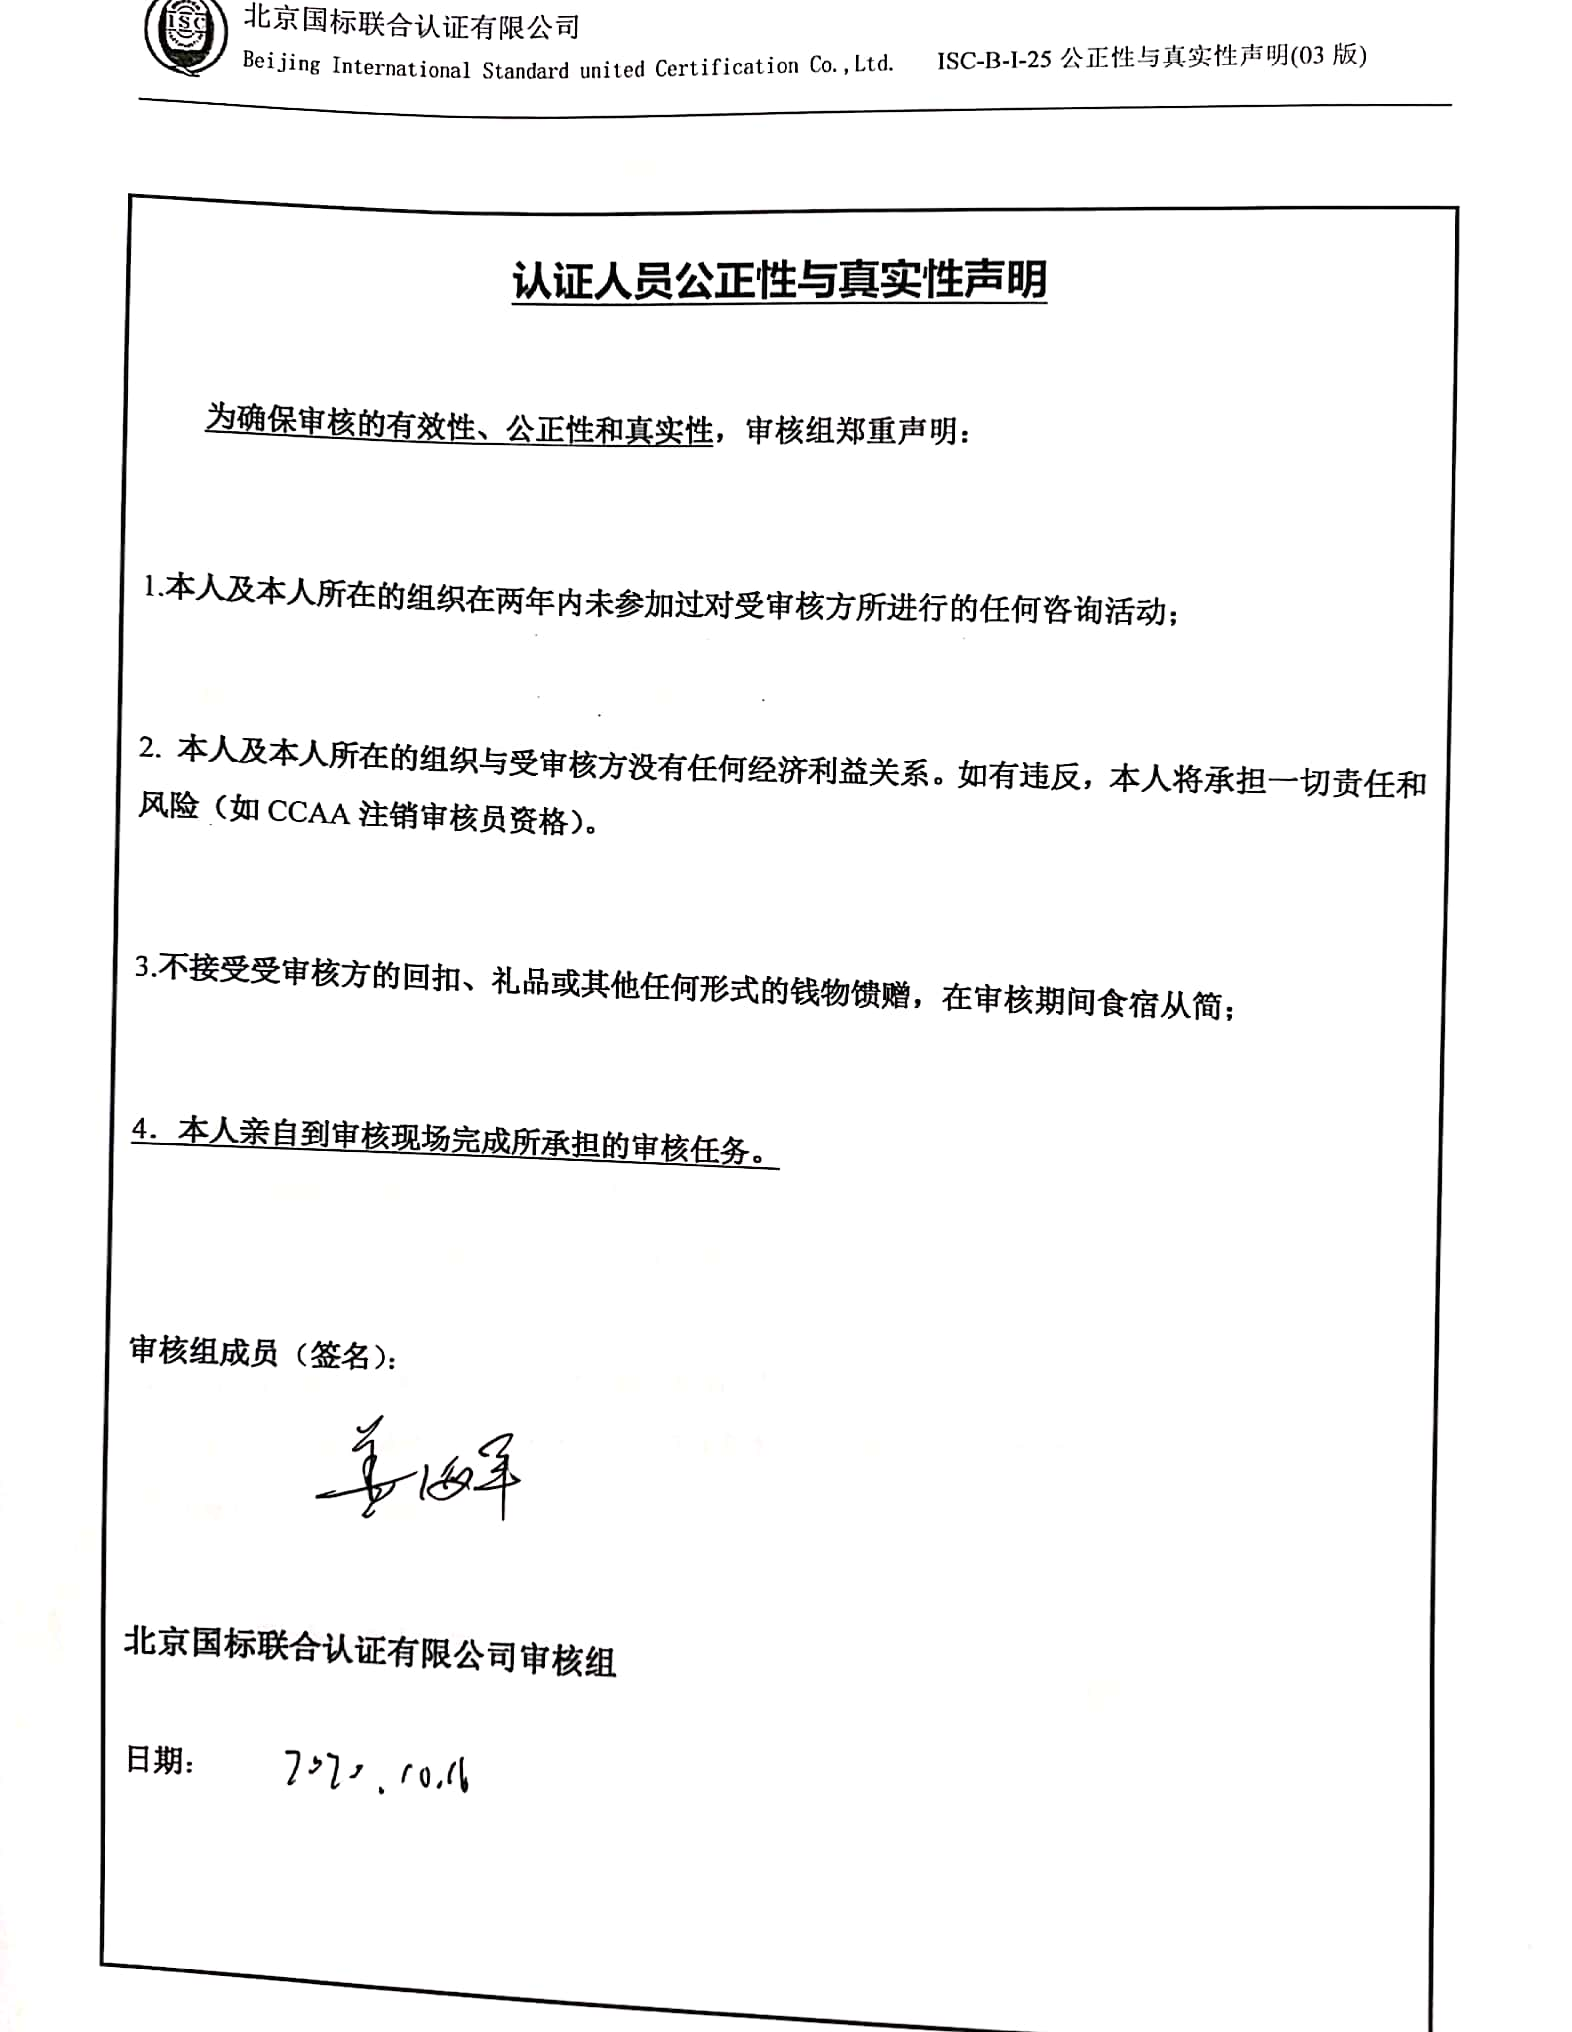 ISC
北京国标联合认证有限公司
Beijing International Standard united Certification Co.,Ltd. ISC-B-I-25 公正性与真实性声明(03 版)
认证人员公正性与真实性声明
为确保审核的有效性、公正性和真实性，审核组郑重声明：
1.本人及本人所在的组织在两年内未参加过对受审核方所进行的任何咨询活动；
2. 本人及本人所在的组织与受审核方没有任何经济利益关系。如有违反，本人将承担一切责任和
风险（如 CCAA 注销审核员资格）。
3.不接受受审核方的回扣、礼品或其他任何形式的钱物馈赠，在审核期间食宿从简；
4．本人亲自到审核现场完成所承担的审核任务。
审核组成员（签名）：
姜海军
北京国标联合认证有限公司审核组
日期： 2020.10.16